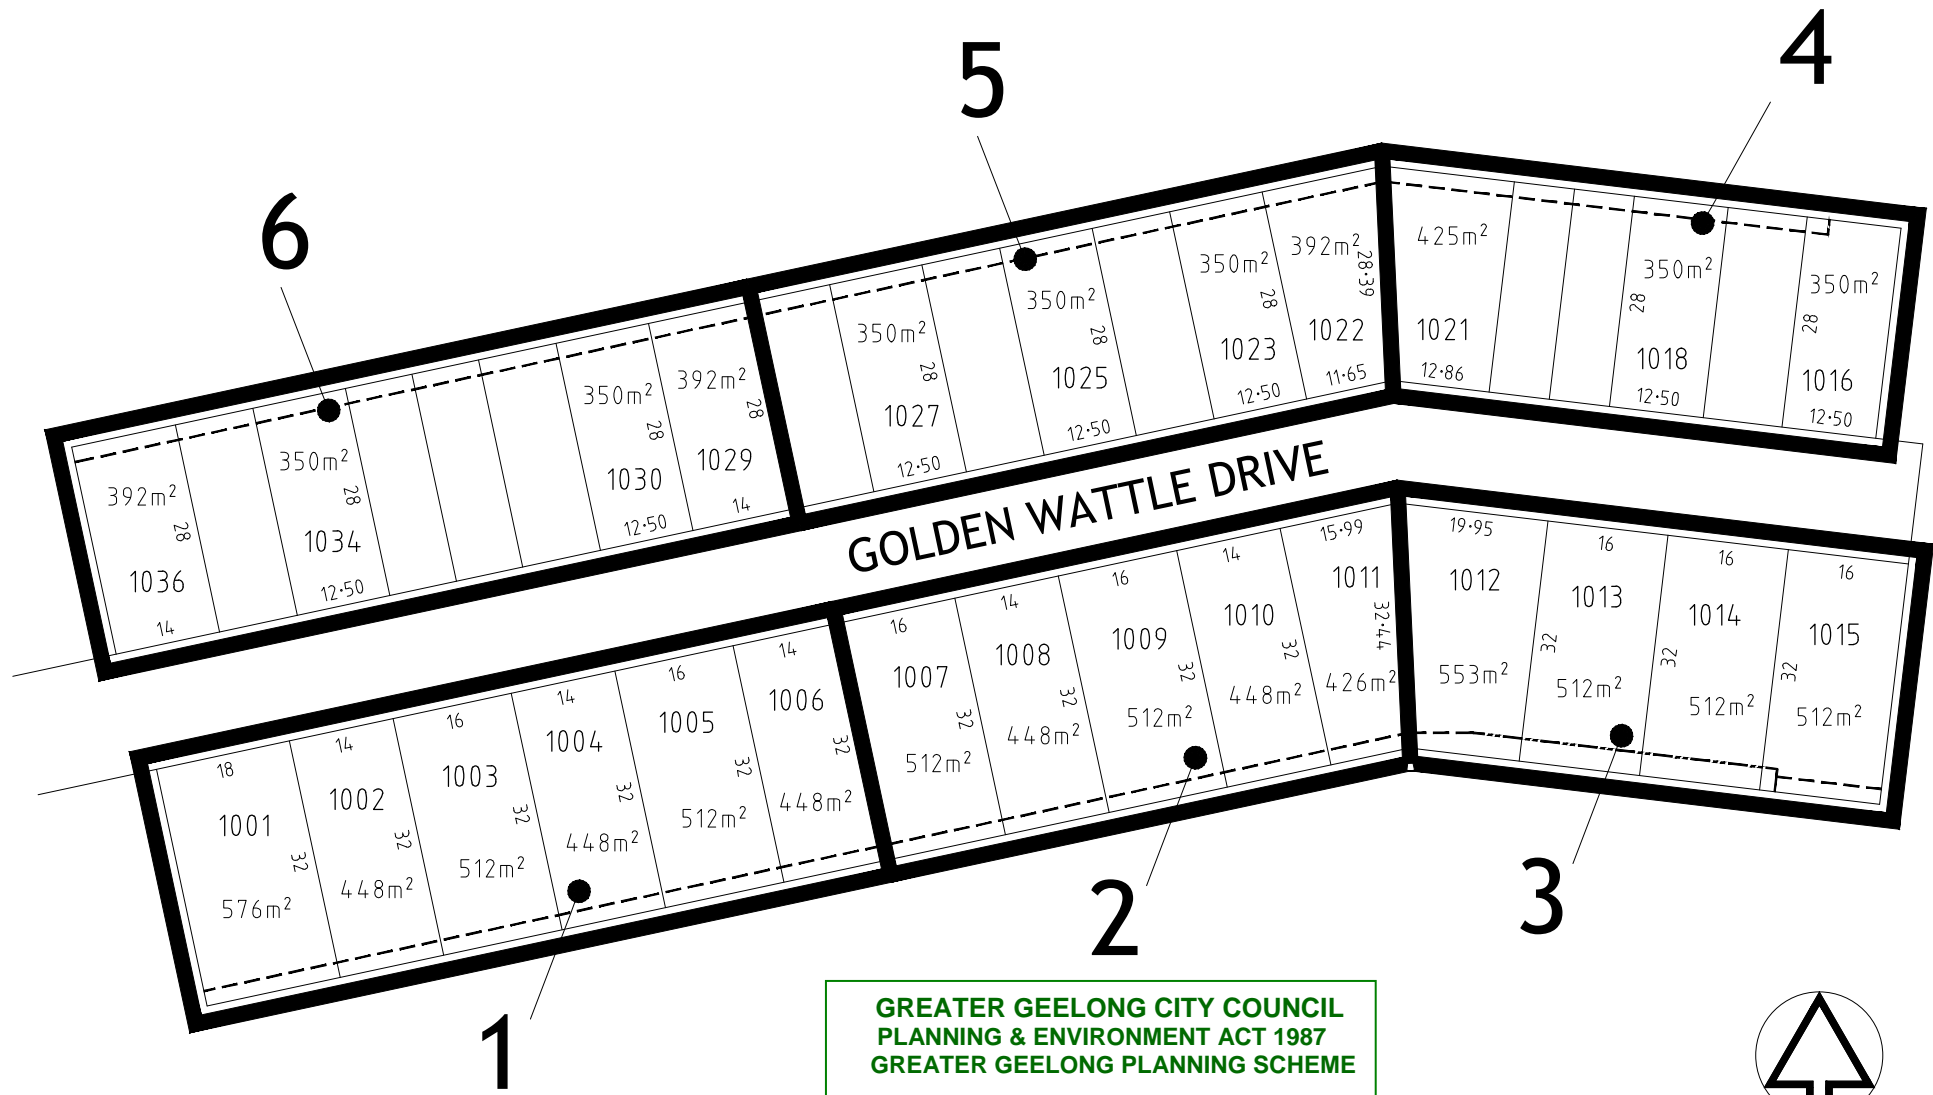 4
5
6
392m²
28
1036
14
350m²
28
1034
12·50
350m²
28
1030
12·50
392m²
28
1029
14
350m²
28
1027
12·50
350m²
28
1025
12·50
350m²
28
1023
12·50
392m²
28·39
1022
11·65
425m²
1021
12·86
350m²
28
1018
12·50
350m²
28
1016
12·50
GOLDEN WATTLE DRIVE
18
1001
32
576m²
14
1002
32
448m²
16
1003
32
512m²
14
1004
32
448m²
16
1005
32
512m²
14
1006
32
448m²
16
1007
32
512m²
14
1008
32
448m²
16
1009
32
512m²
14
1010
32
448m²
15·99
1011
32·44
426m²
19·95
1012
32
553m²
16
1013
32
512m²
16
1014
32
512m²
16
1015
512m²
1
2
3
GREATER GEELONG CITY COUNCIL
PLANNING & ENVIRONMENT ACT 1987
GREATER GEELONG PLANNING SCHEME